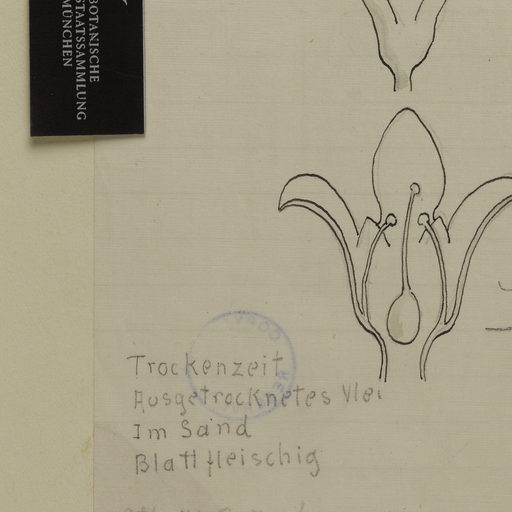 BOTANISCHE
STAATSSAMMLUNG
MÜNCHEN
Trockenzeit
Ausgetrocknetes Vlei
Im Sand
Blatt fleischig